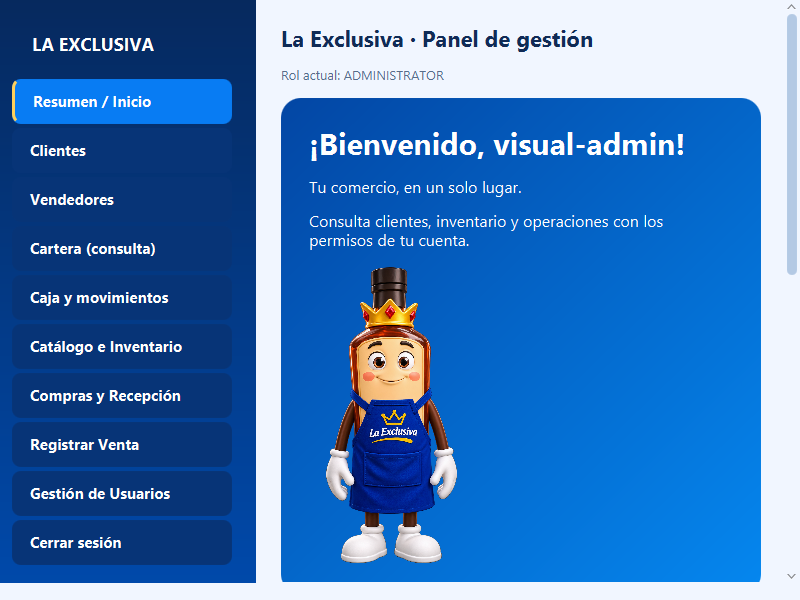 LA EXCLUSIVA
Resumen / Inicio
Clientes
Vendedores
Cartera (consulta)
Caja y movimientos
Catálogo e Inventario
Compras y Recepción
Registrar Venta
Gestión de Usuarios
Cerrar sesión
La Exclusiva · Panel de gestión
Rol actual: ADMINISTRATOR
¡Bienvenido, visual-admin!
Tu comercio, en un solo lugar.
Consulta clientes, inventario y operaciones con los
permisos de tu cuenta.
La Exclusiva